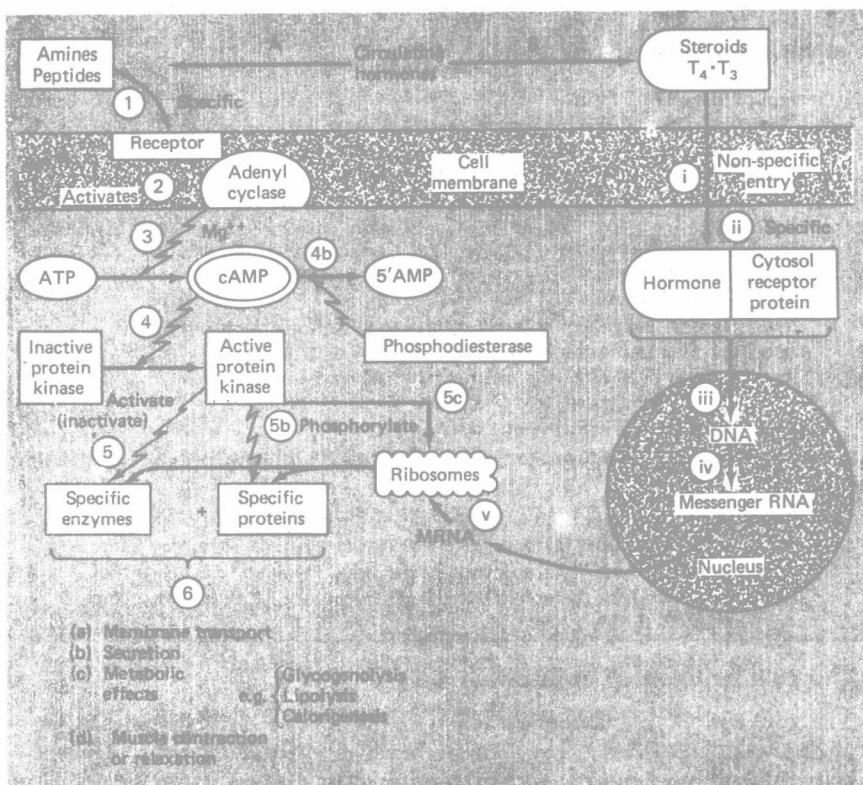 Amines
Peptides
A
Circulating
hormones
B
Steroids
T₄·T₃
1
Specific
Receptor
Activates
2
Adenyl
cyclase
Cell
membrane
i
Non-specific
entry
3
Mg++
ii
Specific
ATP
cAMP
4b
5'AMP
Hormone
Cytosol
receptor
protein
4
Inactive
protein
kinase
Active
protein
kinase
Phosphodiesterase
Activate
(inactivate)
5
5b
Phosphorylate
5c
iii
DNA
iv
Messenger RNA
Nucleus
Ribosomes
v
MRNA
Specific
enzymes
+
Specific
proteins
6
(a) Membrane transport
(b) Secretion
(c) Metabolic
effects
e.g.
Glycogenolysis
Lipolysis
Calorigenesis
(d) Muscle contraction
or relaxation